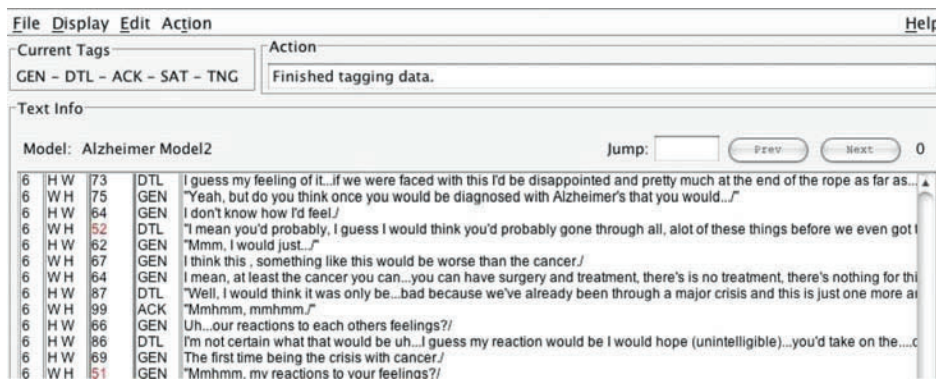 File Display Edit Action Help
Current Tags Action
GEN – DTL – ACK – SAT – TNG Finished tagging data.
Text Info
Model: Alzheimer Model2 Jump: Prev Next 0
6 H W 73 DTL I guess my feeling of it...if we were faced with this I'd be disappointed and pretty much at the end of the rope as far as...
6 W H 75 GEN "Yeah, but do you think once you would be diagnosed with Alzheimer's that you would.../"
6 H W 64 GEN I don't know how I'd feel./
6 W H 52 DTL "I mean you'd probably, I guess I would think you'd probably gone through all, alot of these things before we even got
6 H W 62 GEN "Mmm, I would just.../"
6 W H 67 GEN I think this , something like this would be worse than the cancer./
6 W H 64 GEN I mean, at least the cancer you can...you can have surgery and treatment, there's is no treatment, there's nothing for thi
6 H W 87 DTL "Well, I would think it was only be...bad because we've already been through a major crisis and this is just one more
6 W H 99 ACK "Mmhmm, mmhmm./"
6 H W 66 GEN Uh...our reactions to each others feelings?/
6 H W 86 DTL I'm not certain what that would be uh...I guess my reaction would be I would hope (unintelligible)...you'd take on the....
6 H W 69 GEN The first time being the crisis with cancer./
6 W H 51 GEN "Mmhmm, my reactions to your feelings?/